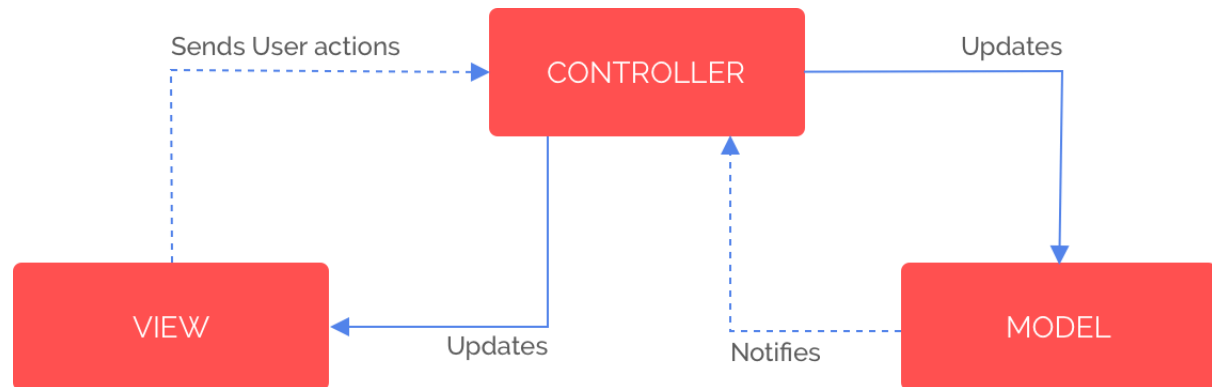 Sends User actions
CONTROLLER
Updates
VIEW
Updates
Notifies
MODEL